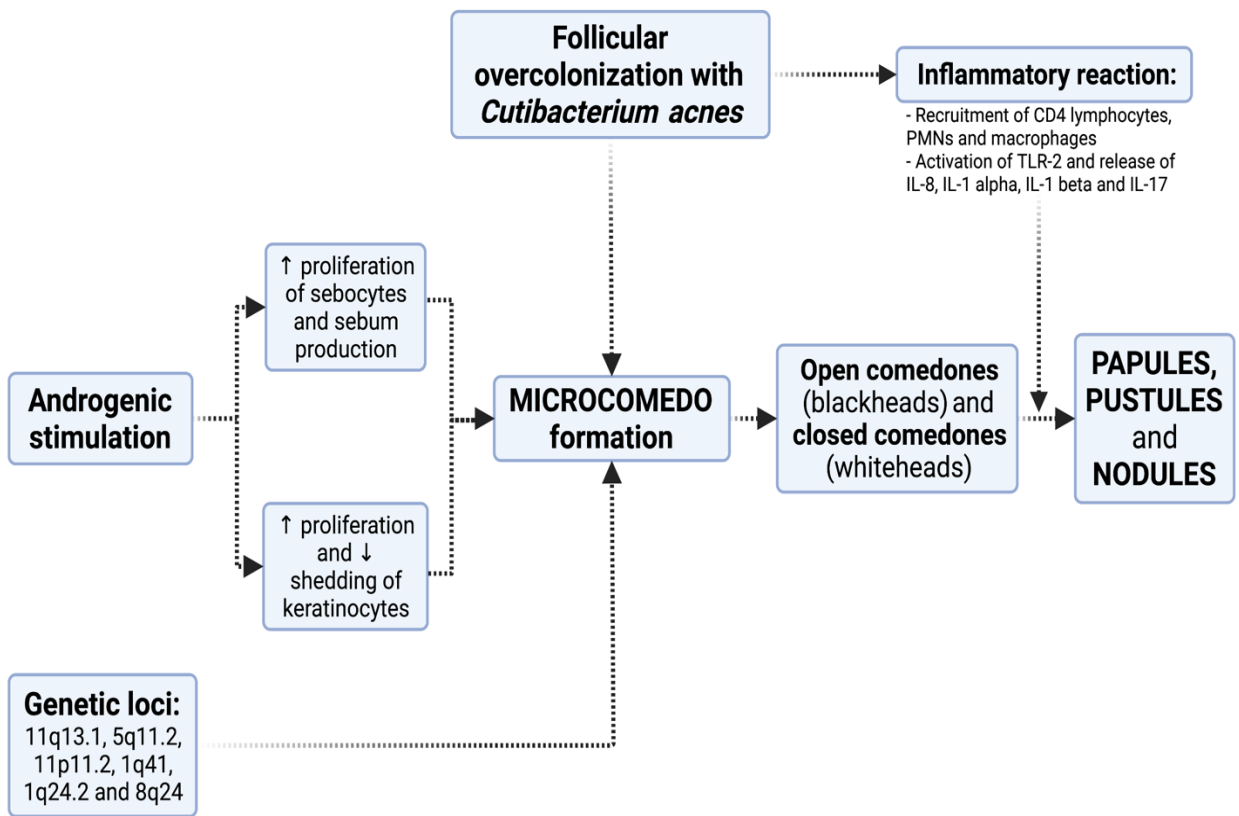 Follicular
overcolonization with
Cutibacterium acnes
Inflammatory reaction:
- Recruitment of CD4 lymphocytes,
PMNs and macrophages
- Activation of TLR-2 and release of
IL-8, IL-1 alpha, IL-1 beta and IL-17
↑ proliferation
of sebocytes
and sebum
production
Androgenic
stimulation
MICROCOMEDO
formation
Open comedones
(blackheads) and
closed comedones
(whiteheads)
PAPULES,
PUSTULES
and
NODULES
↑ proliferation
and ↓
shedding of
keratinocytes
Genetic loci:
11q13.1, 5q11.2,
11p11.2, 1q41,
1q24.2 and 8q24